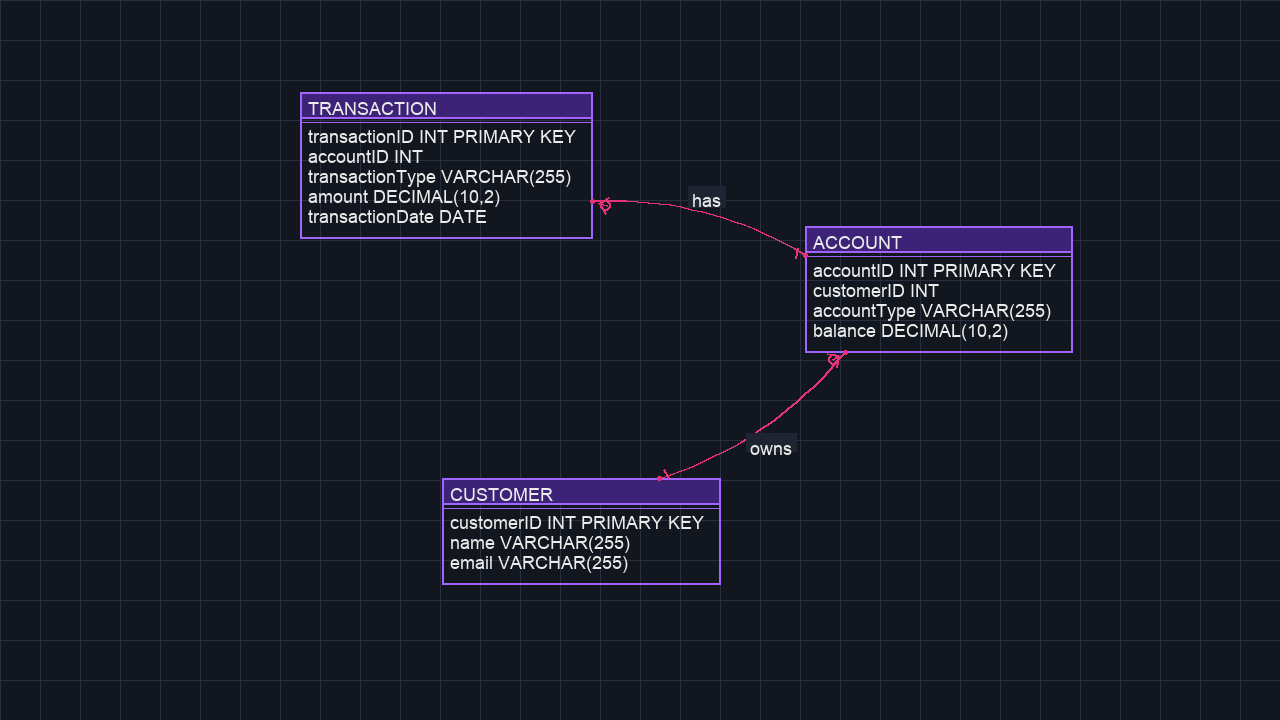 TRANSACTION
transactionID INT PRIMARY KEY
accountID INT
transactionType VARCHAR(255)
amount DECIMAL(10,2)
transactionDate DATE
has
ACCOUNT
accountID INT PRIMARY KEY
customerID INT
accountType VARCHAR(255)
balance DECIMAL(10,2)
owns
CUSTOMER
customerID INT PRIMARY KEY
name VARCHAR(255)
email VARCHAR(255)